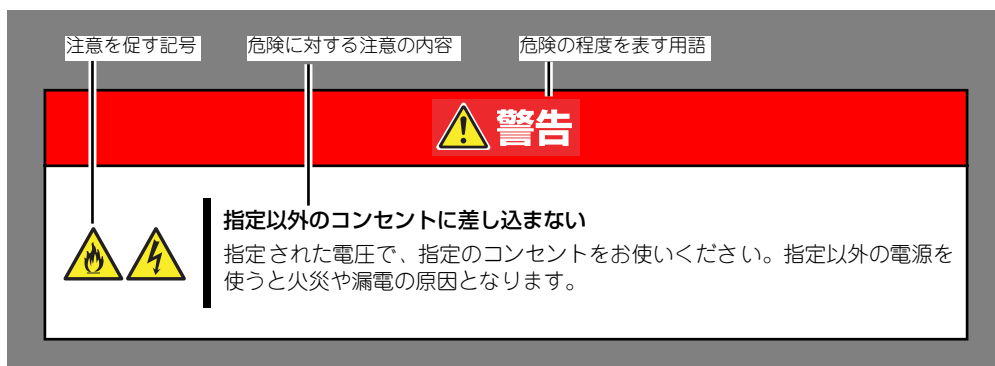 注意を促す記号 危険に対する注意の内容 危険の程度を表す用語
警告
指定以外のコンセントに差し込まない
指定された電圧で、指定のコンセントをお使いください。指定以外の電源を
使うと火災や漏電の原因となります。